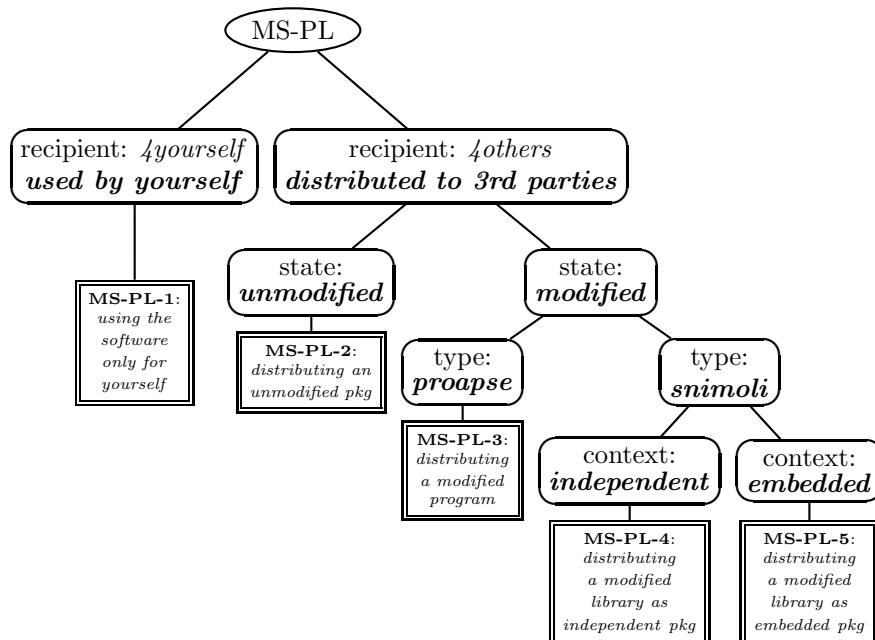 MS-PL
recipient: 4yourself
used by yourself
recipient: 4others
distributed to 3rd parties
state:
unmodified
state:
modified
MS-PL-1:
using the
software
only for
yourself
MS-PL-2:
distributing an
unmodified pkg
type:
proapse
type:
snimoli
MS-PL-3:
distributing
a modified
program
context:
independent
context:
embedded
MS-PL-4:
distributing
a modified
library as
independent pkg
MS-PL-5:
distributing
a modified
library as
embedded pkg